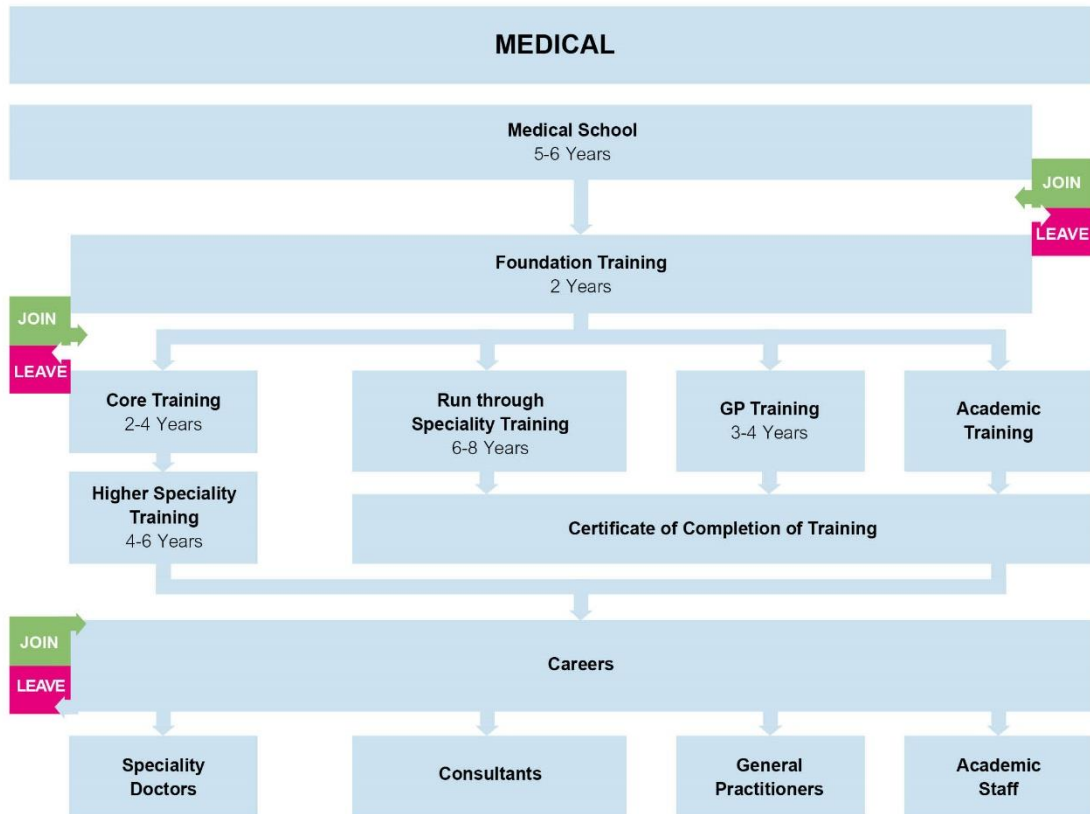 MEDICAL
Medical School
5-6 Years
JOIN
LEAVE
Foundation Training
2 Years
JOIN
LEAVE
Core Training
2-4 Years
Run through
Speciality Training
6-8 Years
GP Training
3-4 Years
Academic
Training
Higher Speciality
Training
4-6 Years
Certificate of Completion of Training
JOIN
LEAVE
Careers
Speciality
Doctors
Consultants
General
Practitioners
Academic
Staff